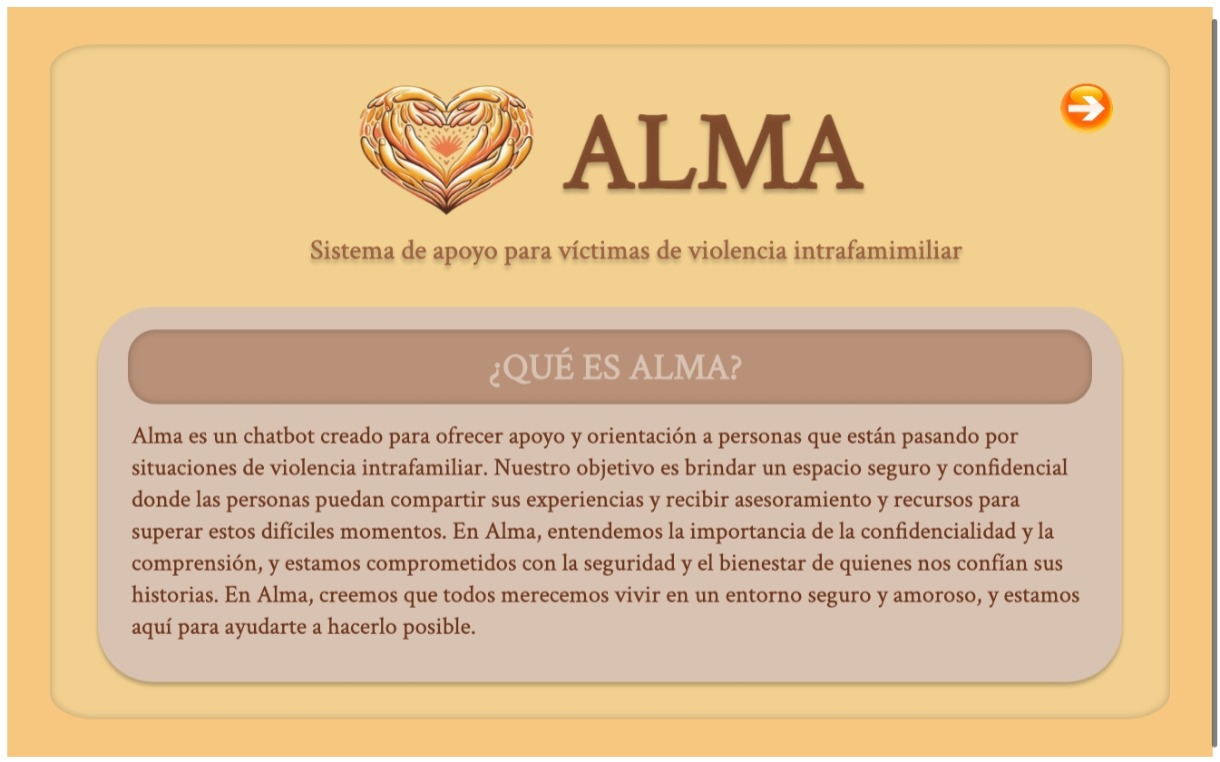 ALMA
Sistema de apoyo para víctimas de violencia intrafamimiliar
¿QUÉ ES ALMA?
Alma es un chatbot creado para ofrecer apoyo y orientación a personas que están pasando por
situaciones de violencia intrafamiliar. Nuestro objetivo es brindar un espacio seguro y confidencial
donde las personas puedan compartir sus experiencias y recibir asesoramiento y recursos para
superar estos difíciles momentos. En Alma, entendemos la importancia de la confidencialidad y la
comprensión, y estamos comprometidos con la seguridad y el bienestar de quienes nos confían sus
historias. En Alma, creemos que todos merecemos vivir en un entorno seguro y amoroso, y estamos
aquí para ayudarte a hacerlo posible.